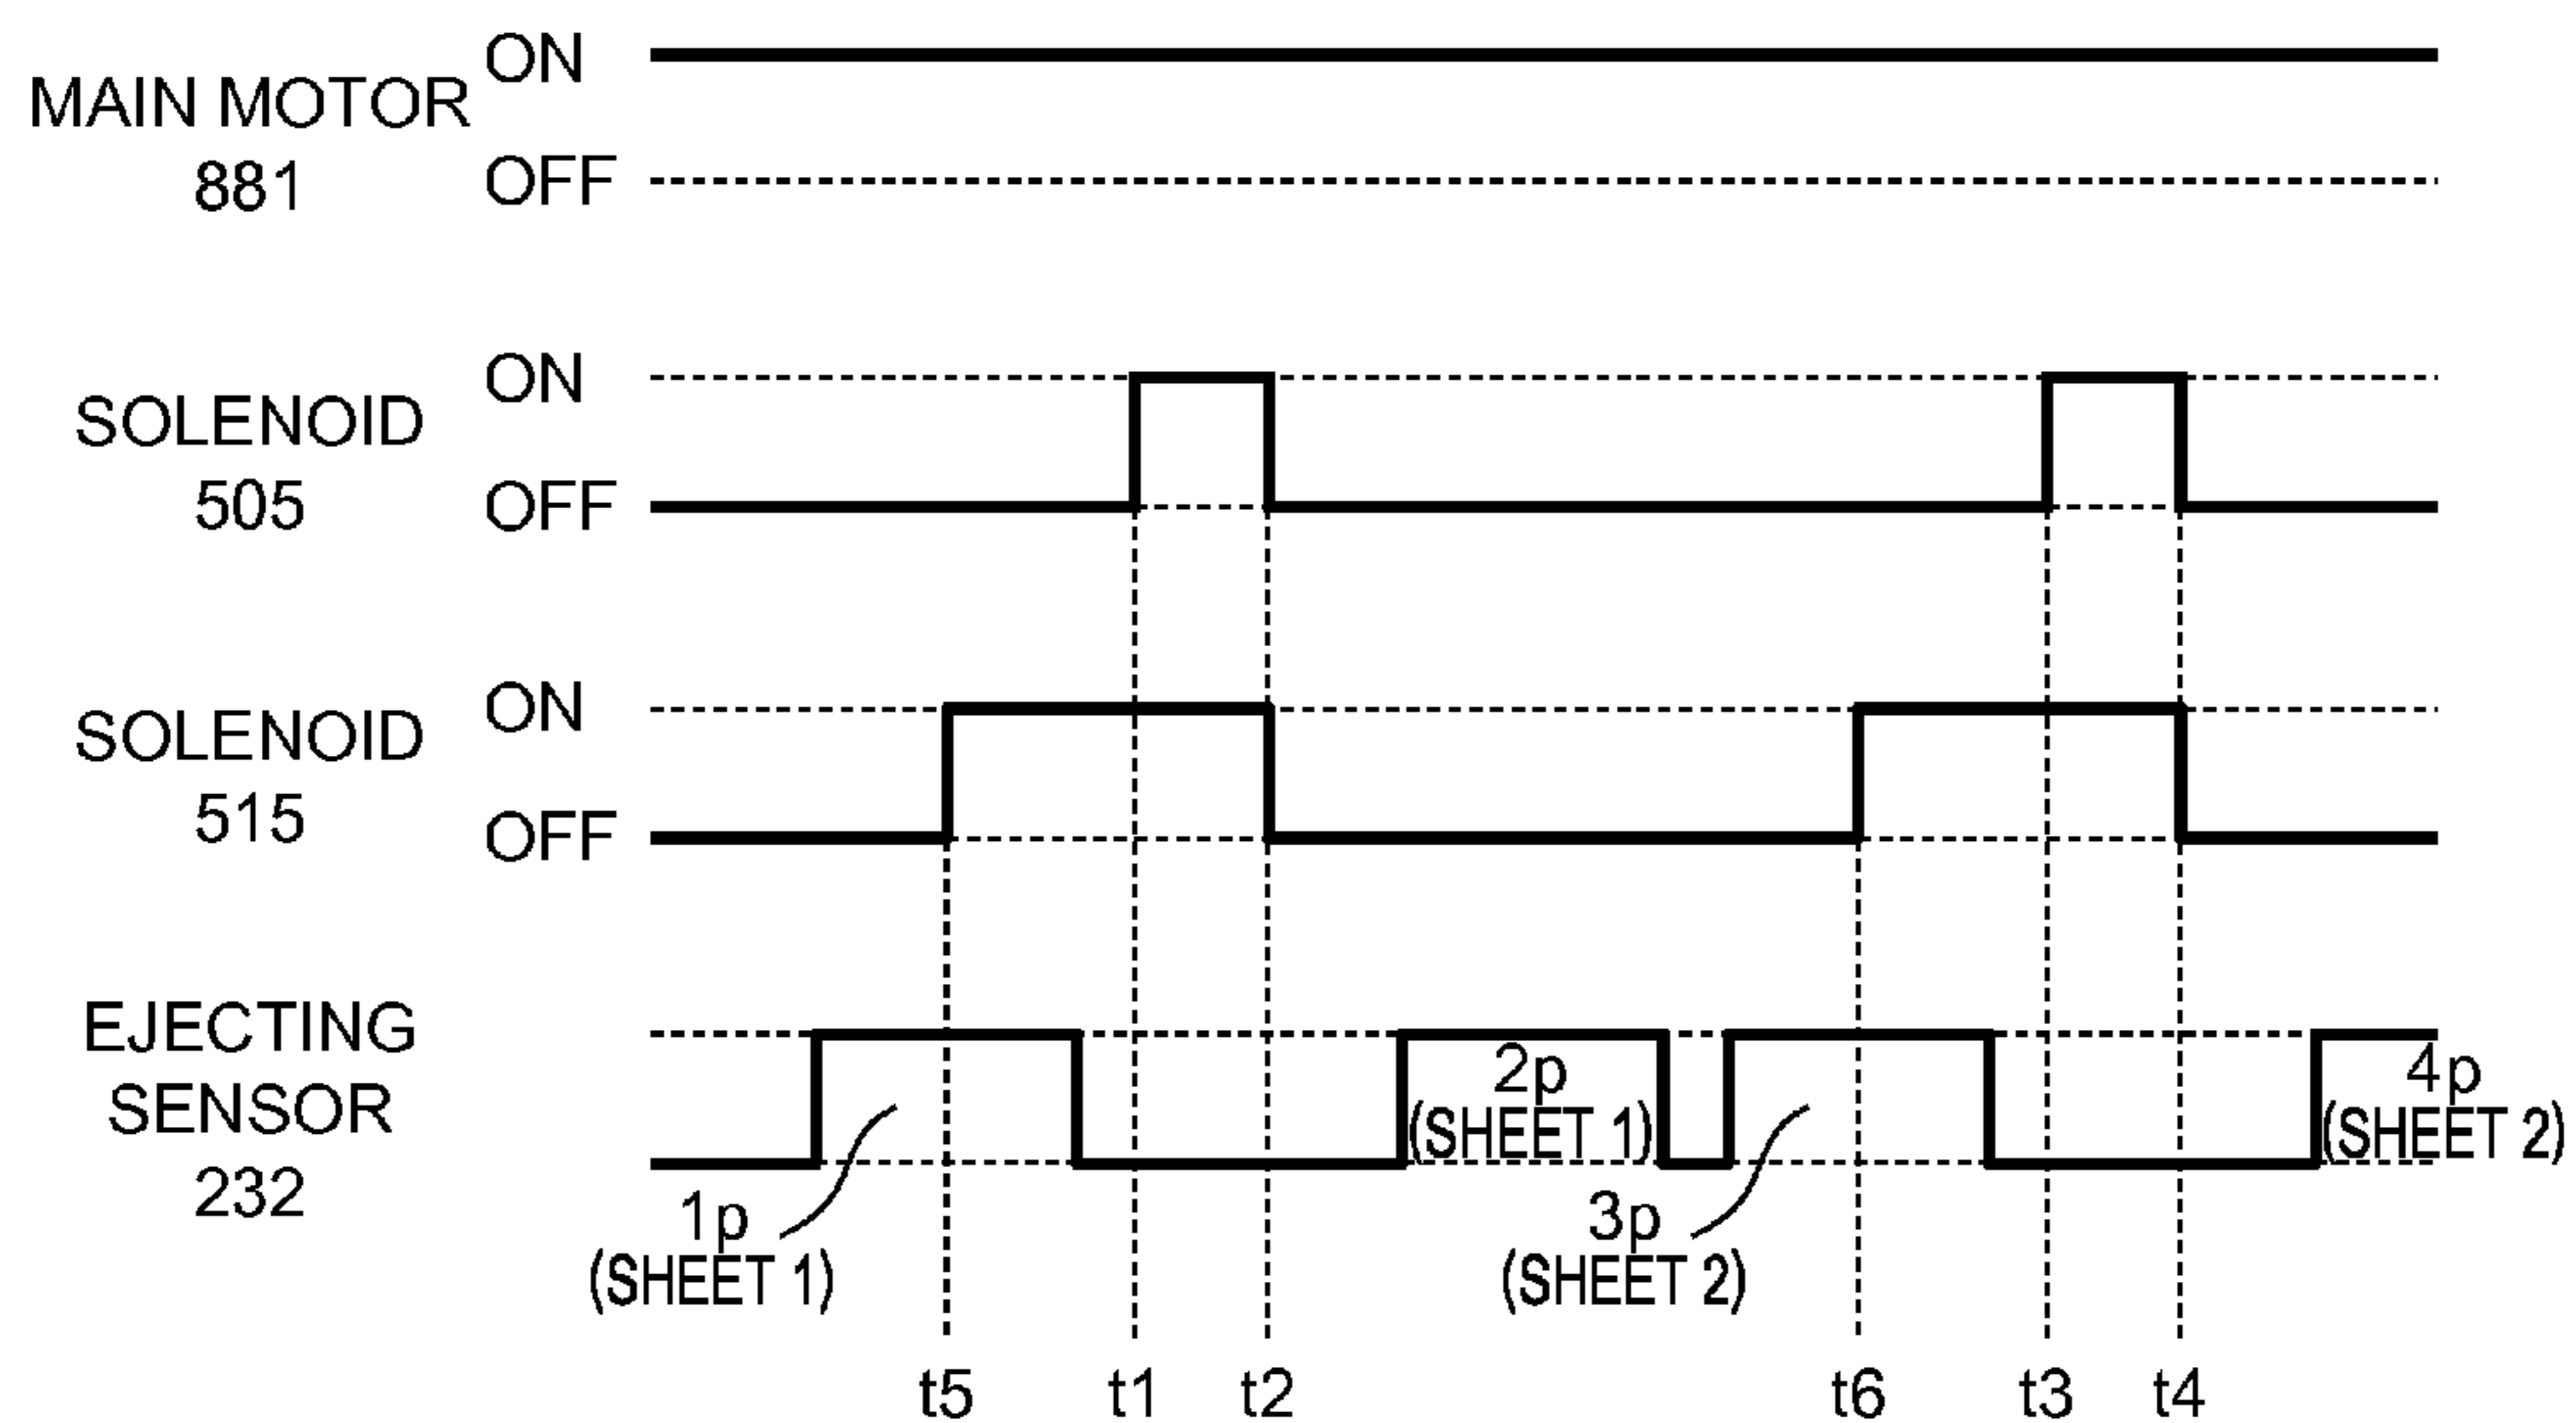 MAIN MOTOR
881
ON
OFF
SOLENOID
505
ON
OFF
SOLENOID
515
ON
OFF
EJECTING
SENSOR
232
1p
(SHEET 1)
2p
(SHEET 1)
3p
(SHEET 2)
4p
(SHEET 2)
t5 t1 t2 t6 t3 t4